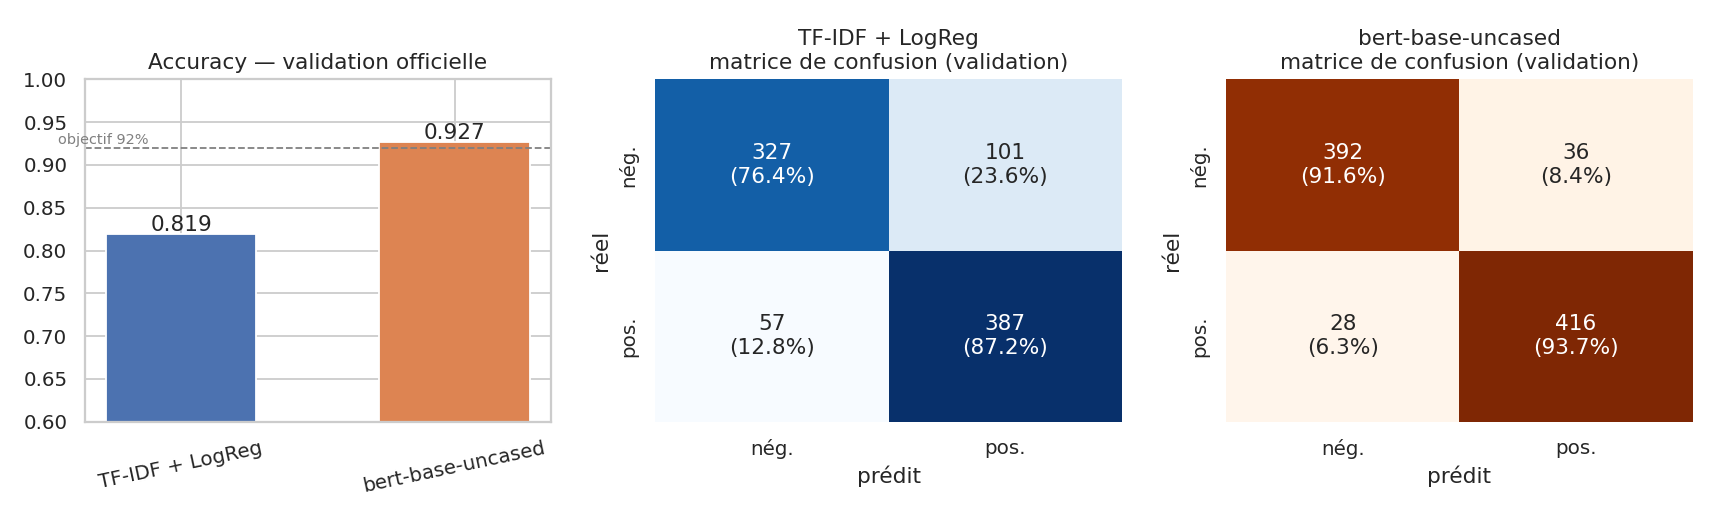 Accuracy — validation officielle
1.00
0.95
0.90
0.85
0.80
0.75
0.70
0.65
0.60
objectif 92%
0.819
0.927
TF-IDF + LogReg
bert-base-uncased
TF-IDF + LogReg
matrice de confusion (validation)
réel
nég.
pos.
327
(76.4%)
101
(23.6%)
57
(12.8%)
387
(87.2%)
nég.
pos.
prédit
bert-base-uncased
matrice de confusion (validation)
réel
nég.
pos.
392
(91.6%)
36
(8.4%)
28
(6.3%)
416
(93.7%)
nég.
pos.
prédit